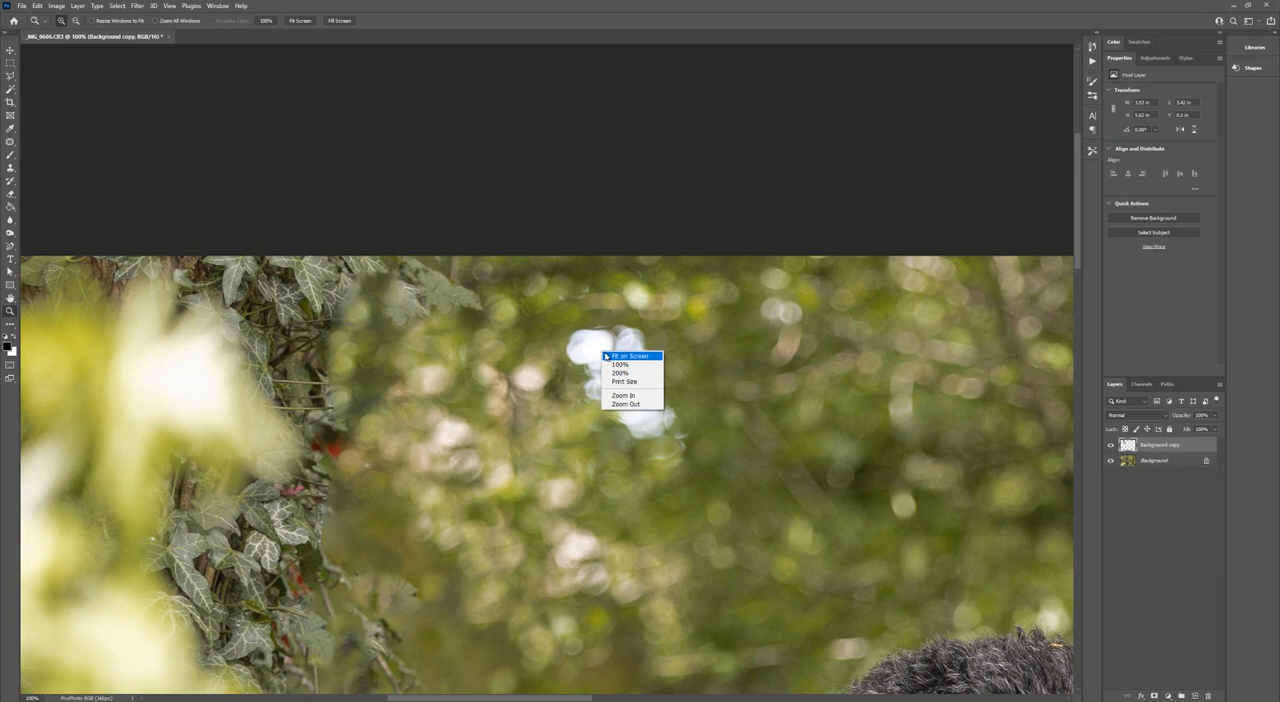 Ps File Edit Image Layer Type Select Filter 3D View Plugins Window Help
Resize Windows to Fit Zoom All Windows Scrubby Zoom 100% Fit Screen Fill Screen
_MG_0606.CR3 @ 100% (Background copy, RGB/16) * ×
Color Swatches
Libraries
Properties Adjustments Styles
Shapes
Pixel Layer
Transform
W 3.53 in X 3.42 in
H 5.62 in Y 0.1 in
0.00°
Align and Distribute
Align:
Quick Actions
Remove Background
Select Subject
View More
Fit on Screen
100%
200%
Print Size
Zoom In
Zoom Out
Layers Channels Paths
Kind
Normal Opacity: 100%
Lock: Fill: 100%
Background copy
Background
100% ProPhoto RGB (16bpc)